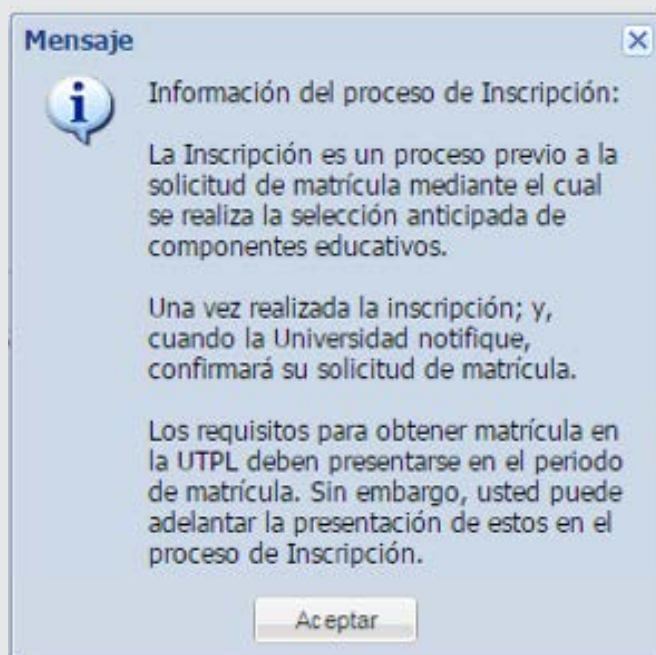 Mensaje
Información del proceso de Inscripción:
La Inscripción es un proceso previo a la
solicitud de matrícula mediante el cual
se realiza la selección anticipada de
componentes educativos.
Una vez realizada la inscripción; y,
cuando la Universidad notifique,
confirmará su solicitud de matrícula.
Los requisitos para obtener matrícula en
la UTPL deben presentarse en el periodo
de matrícula. Sin embargo, usted puede
adelantar la presentación de estos en el
proceso de Inscripción.
Aceptar